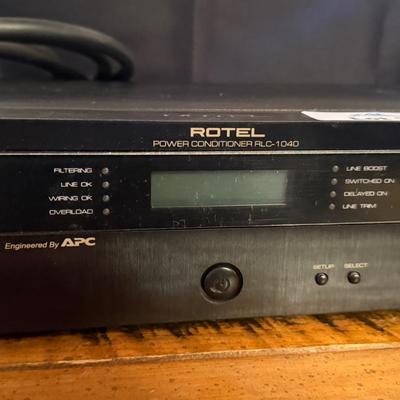 ROTEL
POWER CONDITIONER RLC-1040
FILTERING
LINE OK
WIRING OK
OVERLOAD
LINE BOOST
SWITCHED ON
DELAYED ON
LINE TRIM
Engineered By APC
SETUP
SELECT